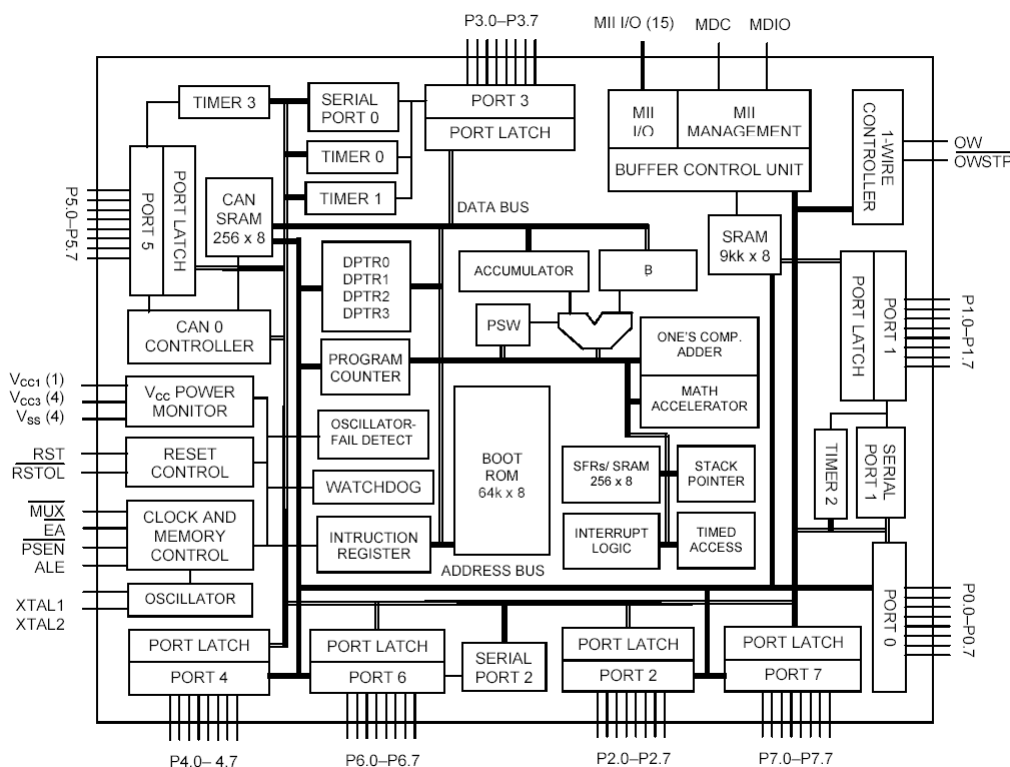 P3.0–P3.7
MII I/O (15)
MDC
MDIO
TIMER 3
SERIAL
PORT 0
PORT 3
PORT LATCH
MII
I/O
MII
MANAGEMENT
BUFFER CONTROL UNIT
1-WIRE
CONTROLLER
OW
OWSTP
TIMER 0
TIMER 1
P5.0–P5.7
PORT 5
PORT LATCH
CAN
SRAM
256 x 8
DATA BUS
SRAM
9kk x 8
DPTR0
DPTR1
DPTR2
DPTR3
ACCUMULATOR
B
PORT LATCH
PORT 1
P1.0–P1.7
CAN 0
CONTROLLER
PSW
PROGRAM
COUNTER
ONE'S COMP.
ADDER
MATH
ACCELERATOR
VCC1 (1)
VCC3 (4)
VSS (4)
VCC POWER
MONITOR
OSCILLATOR-
FAIL DETECT
BOOT
ROM
64k x 8
TIMER 2
SERIAL
PORT 1
RST
RSTOL
RESET
CONTROL
SFRs/ SRAM
256 x 8
STACK
POINTER
WATCHDOG
MUX
EA
PSEN
ALE
CLOCK AND
MEMORY
CONTROL
INTRUCTION
REGISTER
INTERRUPT
LOGIC
TIMED
ACCESS
ADDRESS BUS
XTAL1
XTAL2
OSCILLATOR
PORT 0
P0.0–P0.7
PORT LATCH
PORT 4
PORT LATCH
PORT 6
SERIAL
PORT 2
PORT LATCH
PORT 2
PORT LATCH
PORT 7
P4.0– 4.7
P6.0–P6.7
P2.0–P2.7
P7.0–P7.7